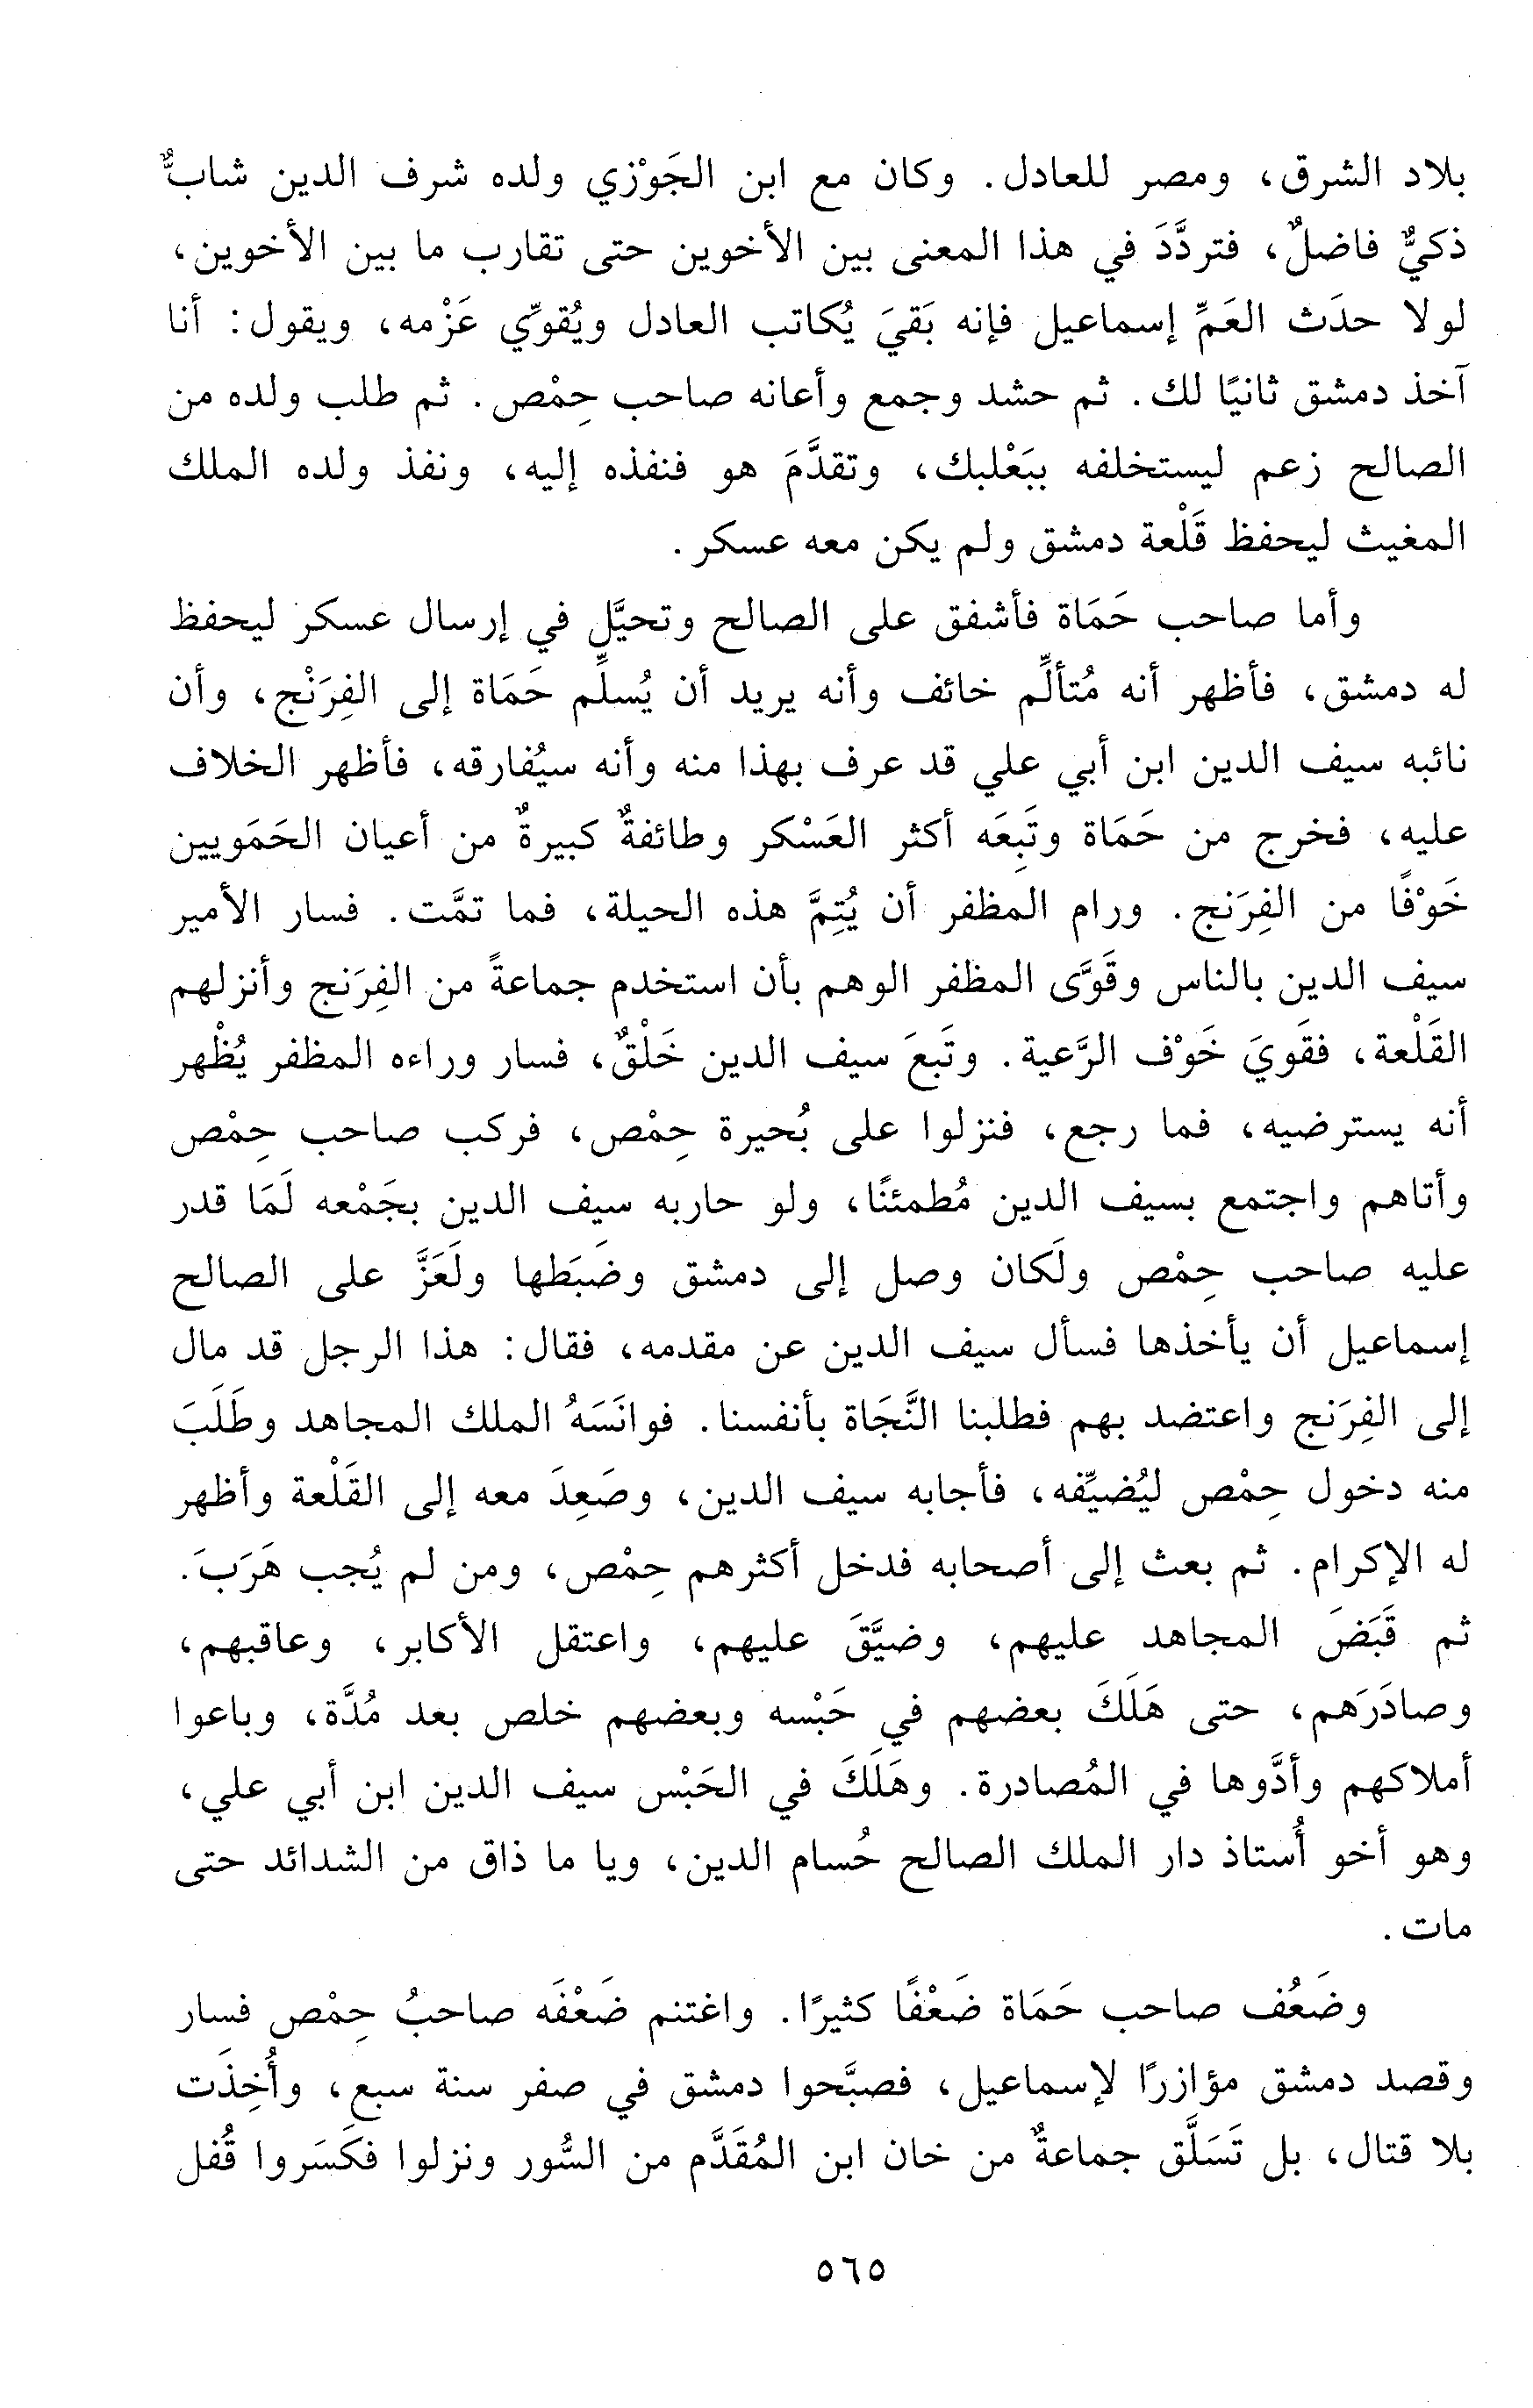 بلاد الشرق، ومصر للعادل. وكان مع ابن الجَوْزي ولده شرف الدين شابٌّ
ذكيٌّ فاضلٌ، فتردَّدَ في هذا المعنى بين الأخوين حتى تقارب ما بين الأخوين،
لولا حدَث العَمِّ إسماعيل فإنه بَقيَ يُكاتب العادل ويُقوِّي عَزْمه، ويقول: أنا
آخذ دمشق ثانيًا لك. ثم حشد وجمع وأعانه صاحب حِمْص. ثم طلب ولده من
الصالح زعم ليستخلفه ببَعْلبك، وتقدَّمَ هو فنفذه إليه، ونفذ ولده الملك
المغيث ليحفظ قَلْعة دمشق ولم يكن معه عسكر.
وأما صاحب حَمَاة فأشفق على الصالح وتحيَّل في إرسال عسكر ليحفظ
له دمشق، فأظهر أنه مُتألِّم خائف وأنه يريد أن يُسلِّم حَمَاة إلى الفِرَنْج، وأن
نائبه سيف الدين ابن أبي علي قد عرف بهذا منه وأنه سيُفارقه، فأظهر الخلاف
عليه، فخرج من حَمَاة وتَبِعَه أكثر العَسْكر وطائفةٌ كبيرةٌ من أعيان الحَمَويين
خَوْفًا من الفِرَنج. ورام المظفر أن يُتِمَّ هذه الحيلة، فما تمَّت. فسار الأمير
سيف الدين بالناس وقَوَّى المظفر الوهم بأن استخدم جماعةً من الفِرَنج وأنزلهم
القَلْعة، فقَويَ خَوْف الرَّعية. وتَبعَ سيف الدين خَلْقٌ، فسار وراءه المظفر يُظْهر
أنه يسترضيه، فما رجع، فنزلوا على بُحيرة حِمْص، فركب صاحب حِمْص
وأتاهم واجتمع بسيف الدين مُطمئنًا، ولو حاربه سيف الدين بجَمْعه لَمَا قدر
عليه صاحب حِمْص ولَكان وصل إلى دمشق وضَبَطها ولَعَزَّ على الصالح
إسماعيل أن يأخذها فسأل سيف الدين عن مقدمه، فقال: هذا الرجل قد مال
إلى الفِرَنج واعتضد بهم فطلبنا النَّجَاة بأنفسنا. فوانَسَهُ الملك المجاهد وطَلَبَ
منه دخول حِمْص ليُضيِّفه، فأجابه سيف الدين، وصَعِدَ معه إلى القَلْعة وأظهر
له الإكرام. ثم بعث إلى أصحابه فدخل أكثرهم حِمْص، ومن لم يُجب هَرَبَ.
ثم قَبَضَ المجاهد عليهم، وضيَّقَ عليهم، واعتقل الأكابر، وعاقبهم،
وصادَرَهم، حتى هَلَكَ بعضهم في حَبْسه وبعضهم خلص بعد مُدَّة، وباعوا
أملاكهم وأدَّوها في المُصادرة. وهَلَكَ في الحَبْس سيف الدين ابن أبي علي،
وهو أخو أُستاذ دار الملك الصالح حُسام الدين، ويا ما ذاق من الشدائد حتى
مات.
وضَعُف صاحب حَمَاة ضَعْفًا كثيرًا. واغتنم ضَعْفَه صاحبُ حِمْص فسار
وقصد دمشق مؤازرًا لإسماعيل، فصبَّحوا دمشق في صفر سنة سبع، وأُخِذَت
بلا قتال، بل تَسَلَّق جماعةٌ من خان ابن المُقَدَّم من السُّور ونزلوا فكَسَروا قُفل
٥٦٥